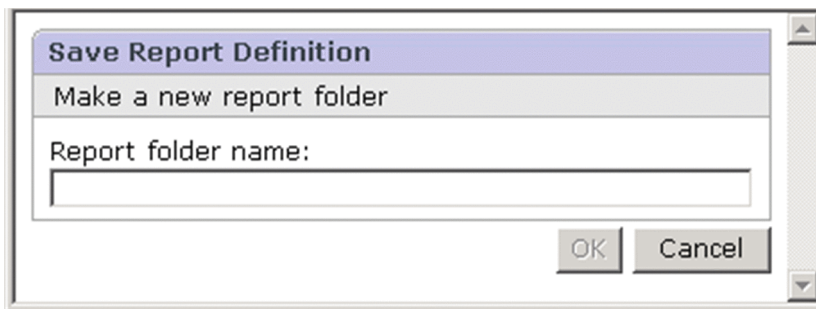 Save Report Definition
Make a new report folder
Report folder name:
OK Cancel